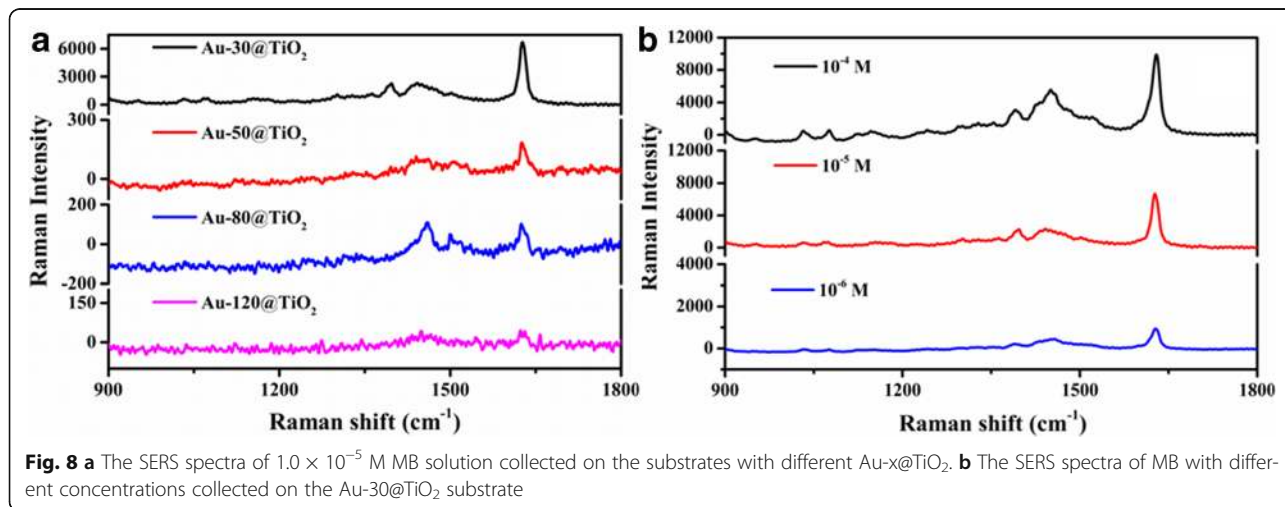 a
Au-30@TiO₂
Au-50@TiO₂
Au-80@TiO₂
Au-120@TiO₂
6000
3000
0
300
0
200
0
-200
150
0
Raman Intensity
900 1200 1500 1800
Raman shift (cm⁻¹)
b
10⁻⁴ M
10⁻⁵ M
10⁻⁶ M
12000
8000
4000
0
12000
8000
4000
0
4000
2000
0
Raman Intensity
900 1200 1500 1800
Raman shift (cm⁻¹)
Fig. 8 a The SERS spectra of 1.0 × 10⁻⁵ M MB solution collected on the substrates with different Au-x@TiO₂. b The SERS spectra of MB with differ-
ent concentrations collected on the Au-30@TiO₂ substrate